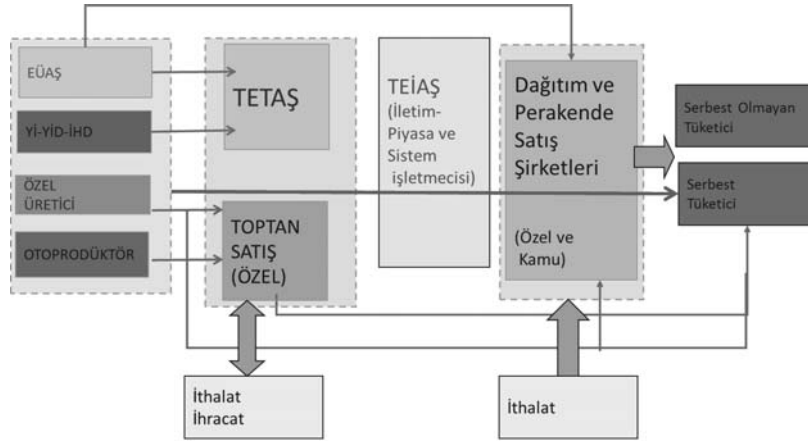 EÜAŞ
Yİ-YİD-İHD
ÖZEL
ÜRETİCİ
OTOPRODÜKTÖR
TETAŞ
TOPTAN
SATIŞ
(ÖZEL)
TEİAŞ
(İletim-
Piyasa ve
Sistem
işletmecisi)
Dağıtım ve
Perakende
Satış
Şirketleri
(Özel ve
Kamu)
Serbest Olmayan
Tüketici
Serbest
Tüketici
İthalat
İhracat
İthalat